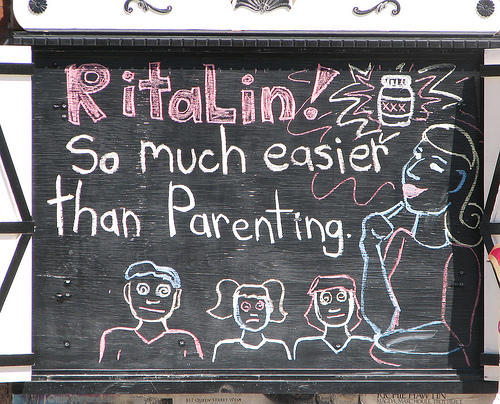 RitaLin!
XXX
So much easier
than Parenting.